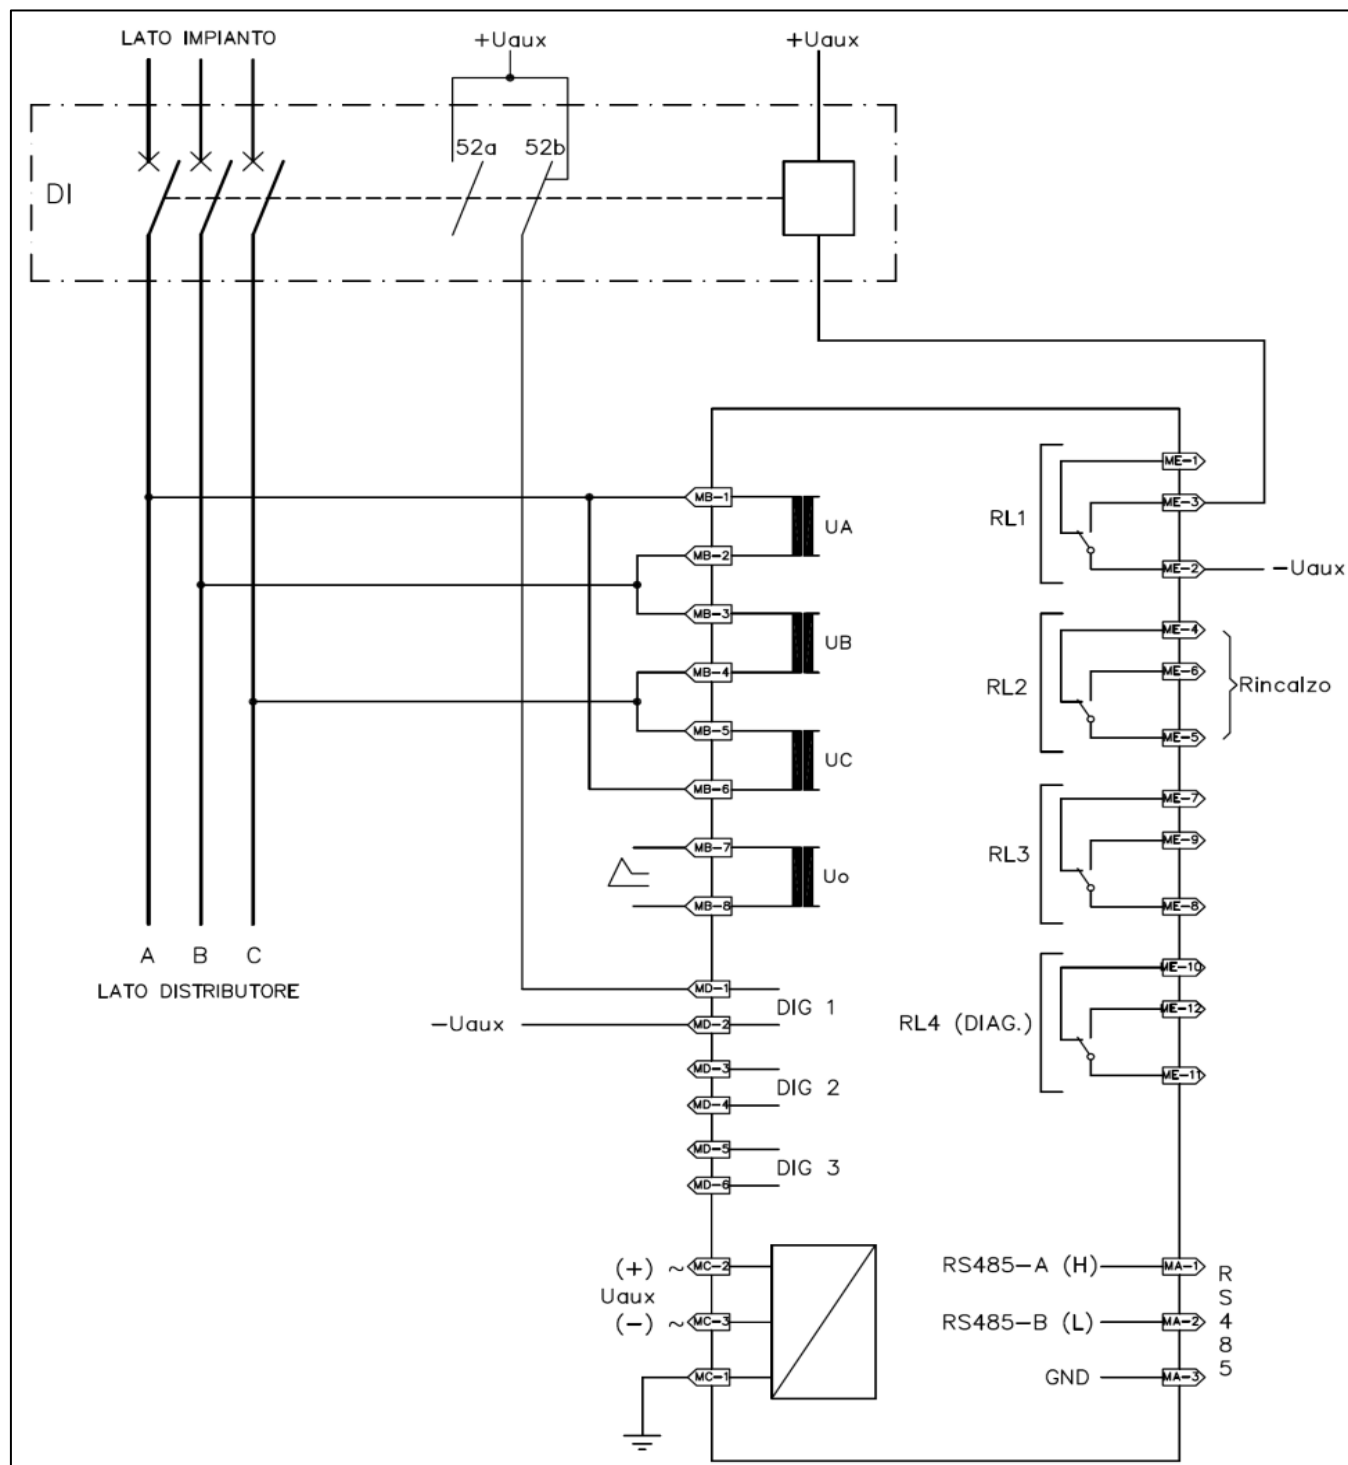 LATO IMPIANTO
+Uaux
+Uaux
52a
52b
DI
ME-1
MB-1
ME-3
RL1
UA
MB-2
ME-2
-Uaux
MB-3
ME-4
UB
ME-6
MB-4
RL2
Rincalzo
MB-5
ME-5
UC
MB-6
ME-7
MB-7
ME-9
RL3
Uo
MB-8
ME-8
A B C
ME-10
LATO DISTRIBUTORE
MD-1
DIG 1
ME-12
-Uaux
MD-2
RL4 (DIAG.)
MD-3
ME-11
DIG 2
MD-4
MD-5
DIG 3
MD-6
(+) ~
MC-2
RS485-A (H)
MA-1
Uaux
(-) ~
MC-3
RS485-B (L)
MA-2
MC-1
GND
MA-3
RS485